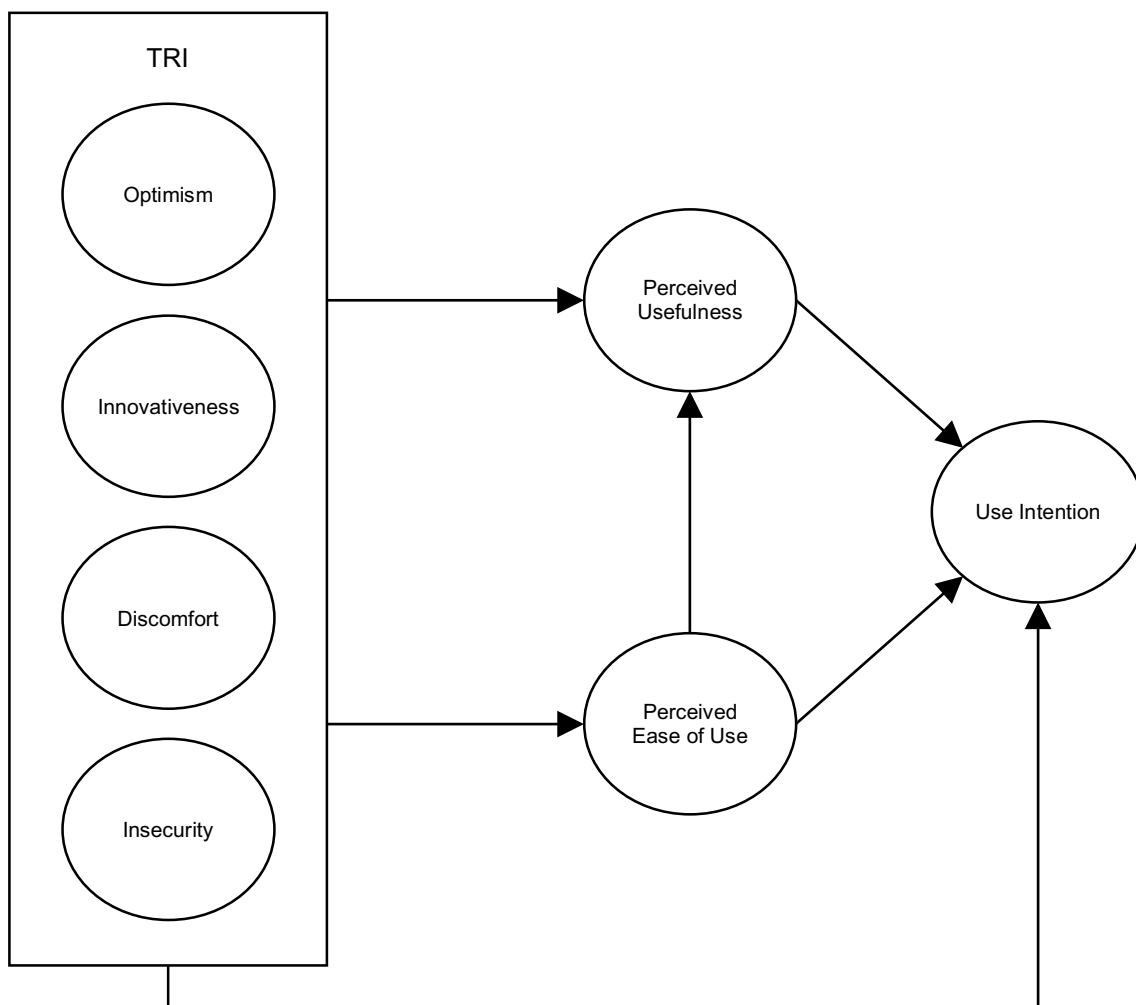 TRI
Optimism
Innovativeness
Discomfort
Insecurity
Perceived
Usefulness
Perceived
Ease of Use
Use Intention